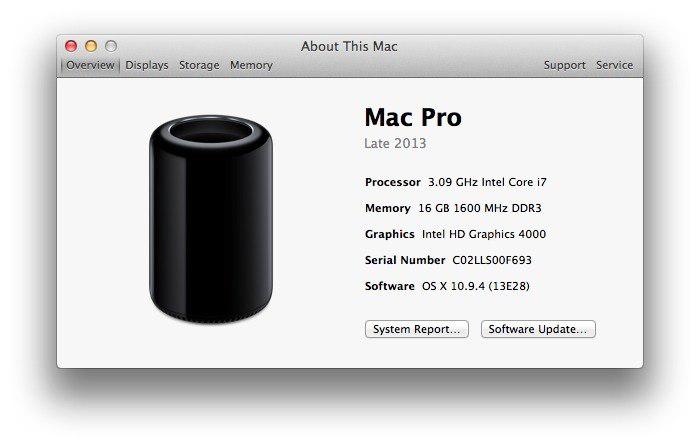 About This Mac
Overview Displays Storage Memory Support Service
Mac Pro
Late 2013
Processor 3.09 GHz Intel Core i7
Memory 16 GB 1600 MHz DDR3
Graphics Intel HD Graphics 4000
Serial Number C02LLS00F693
Software OS X 10.9.4 (13E28)
System Report... Software Update...